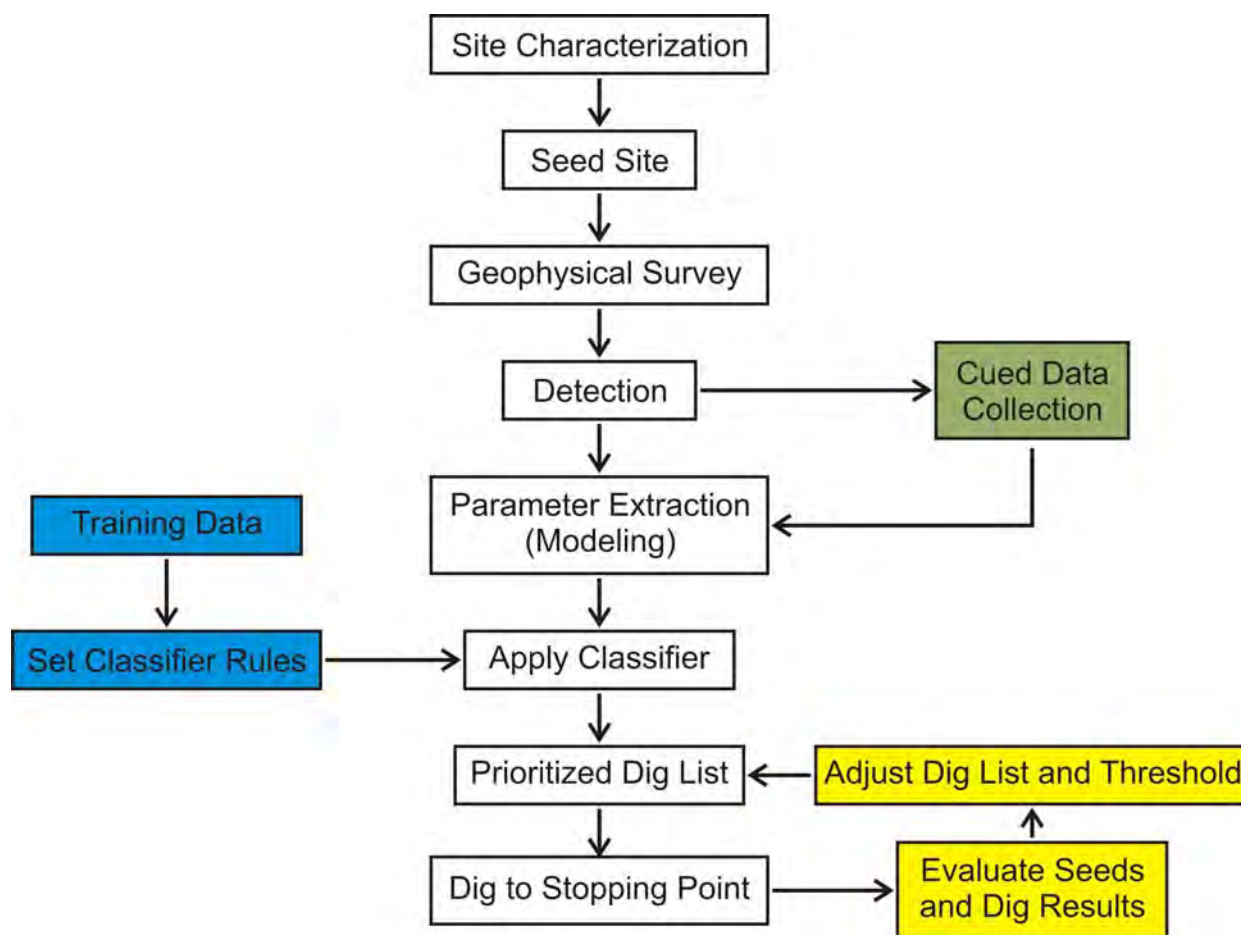 Site Characterization
Seed Site
Geophysical Survey
Detection
Cued Data
Collection
Parameter Extraction
(Modeling)
Training Data
Set Classifier Rules
Apply Classifier
Prioritized Dig List
Adjust Dig List and Threshold
Dig to Stopping Point
Evaluate Seeds
and Dig Results